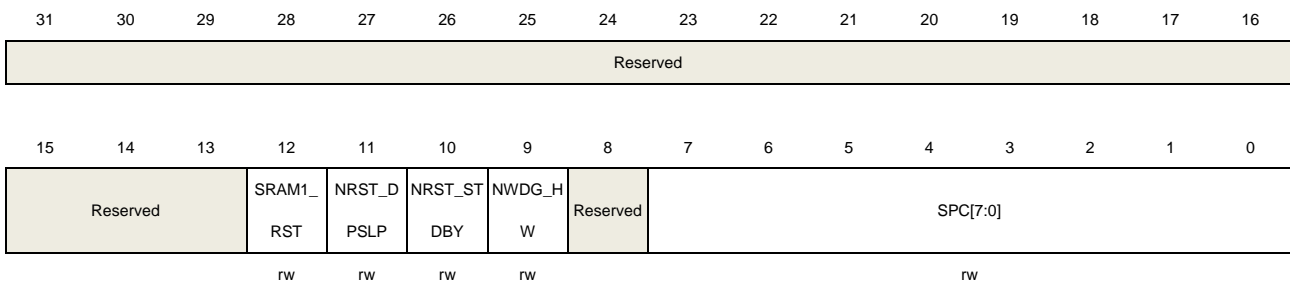 31 30 29 28 27 26 25 24 23 22 21 20 19 18 17 16
Reserved
15 14 13 12 11 10 9 8 7 6 5 4 3 2 1 0
Reserved SRAM1_ NRST_D NRST_ST NWDG_H Reserved SPC[7:0]
RST PSLP DBY W
rw rw rw rw rw